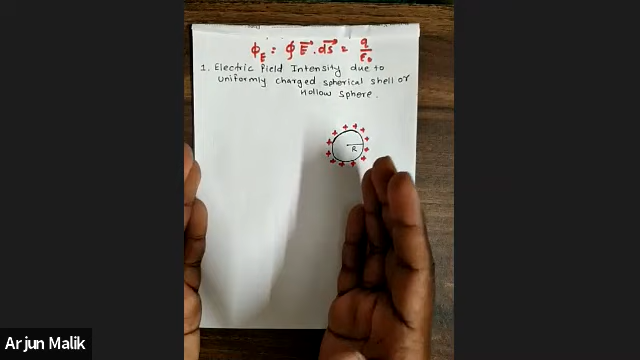 ϕE = ∮ E⃗ . ds⃗ = q/ε0
1. Electric field Intensity due to
uniformly charged spherical shell or
Hollow sphere.
R
Arjun Malik